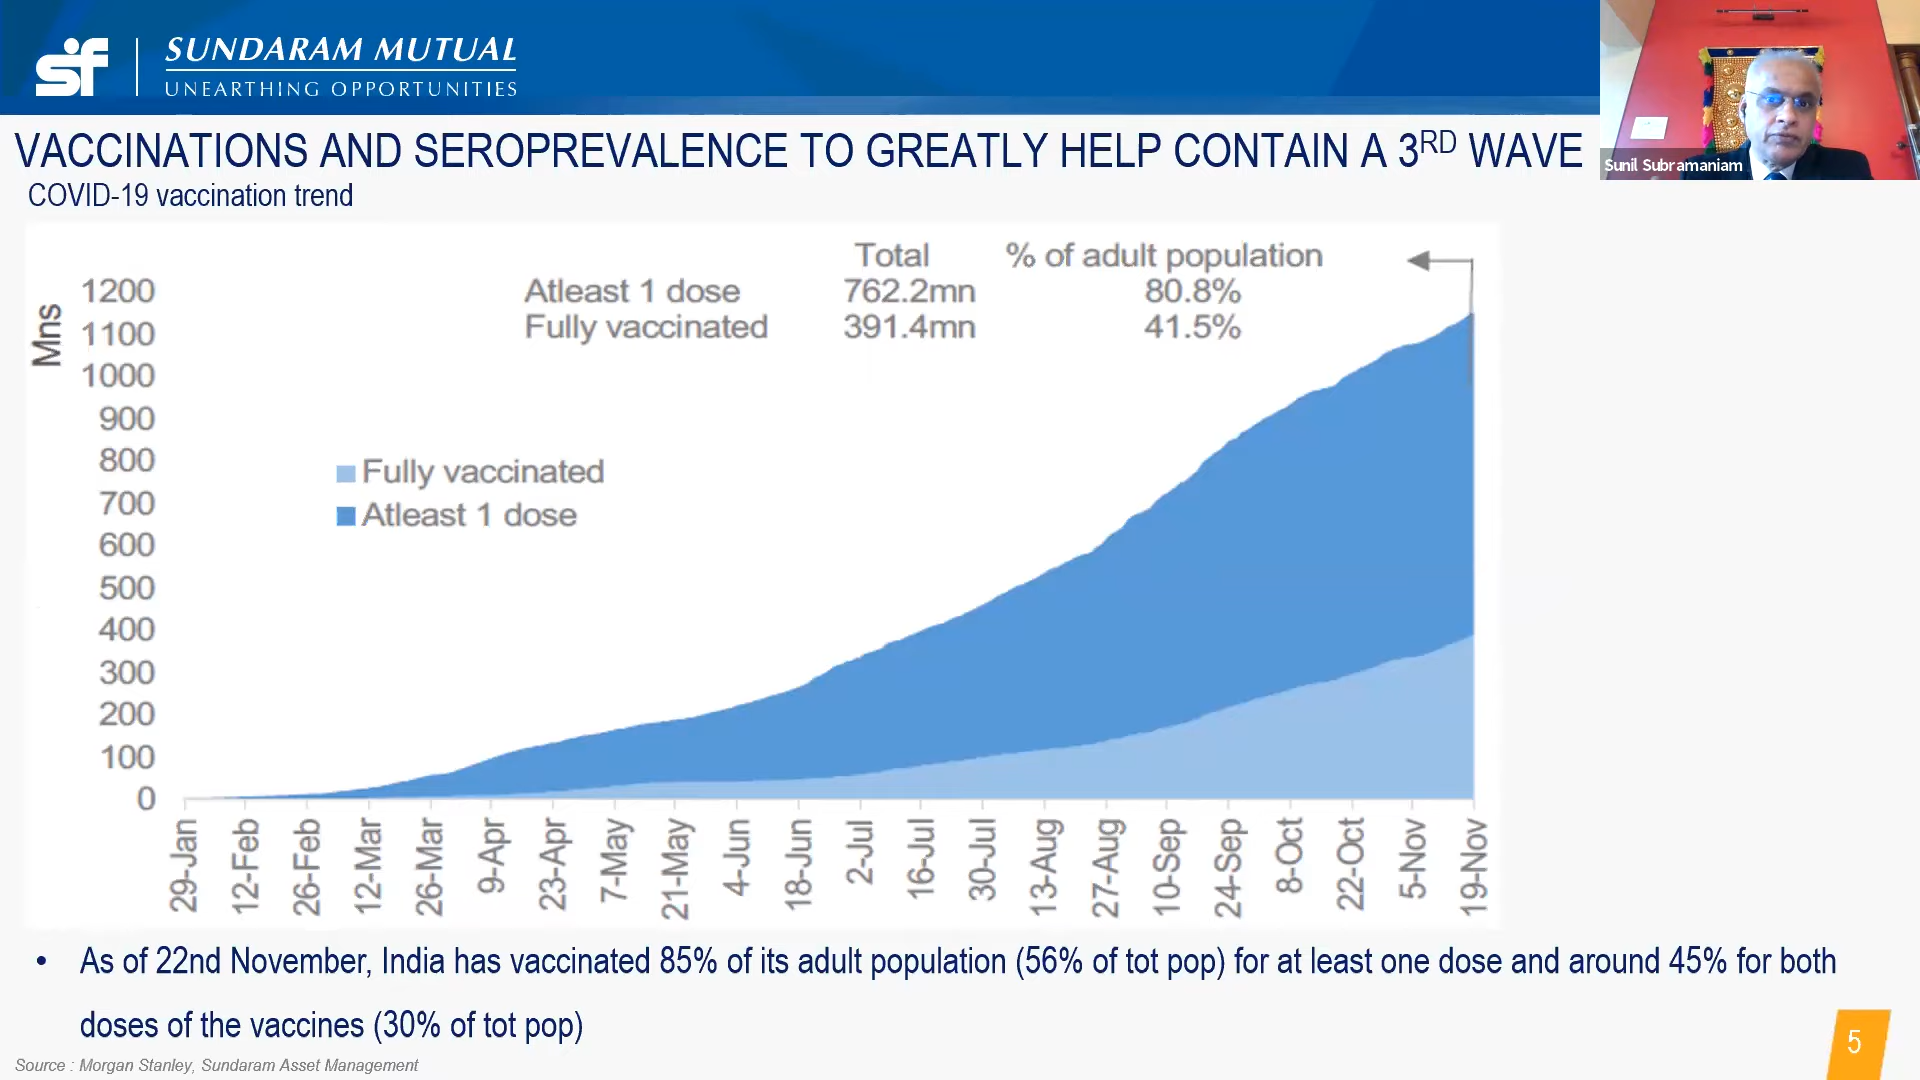 sf
SUNDARAM MUTUAL
UNEARTHING OPPORTUNITIES
Sunil Subramaniam
VACCINATIONS AND SEROPREVALENCE TO GREATLY HELP CONTAIN A 3RD WAVE
COVID-19 vaccination trend
Total % of adult population
Atleast 1 dose 762.2mn 80.8%
Fully vaccinated 391.4mn 41.5%
Mns
1200
1100
1000
900
800
700
600
500
400
300
200
100
0
Fully vaccinated
Atleast 1 dose
29-Jan 12-Feb 26-Feb 12-Mar 26-Mar 9-Apr 23-Apr 7-May 21-May 4-Jun 18-Jun 2-Jul 16-Jul 30-Jul 13-Aug 27-Aug 10-Sep 24-Sep 8-Oct 22-Oct 5-Nov 19-Nov
• As of 22nd November, India has vaccinated 85% of its adult population (56% of tot pop) for at least one dose and around 45% for both
doses of the vaccines (30% of tot pop)
Source : Morgan Stanley, Sundaram Asset Management
5